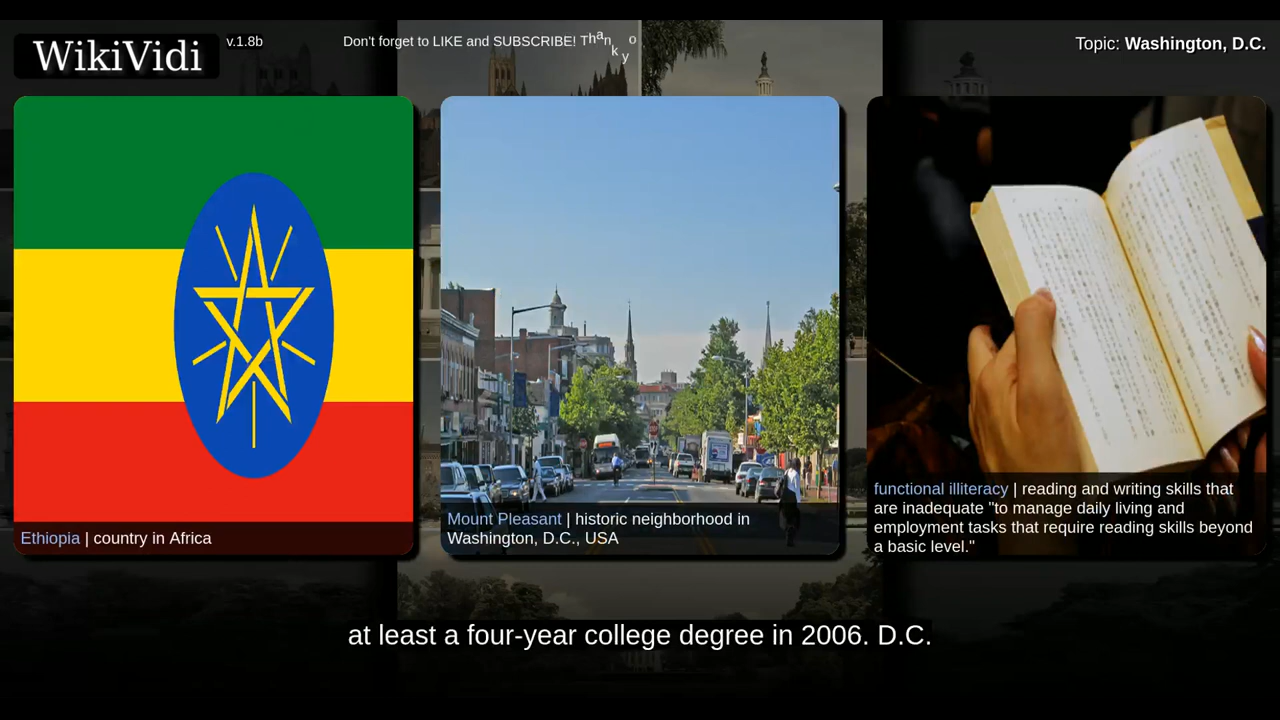 WikiVidi
v.1.8b
Don't forget to LIKE and SUBSCRIBE! Thank yo
Topic: Washington, D.C.
Ethiopia | country in Africa
Mount Pleasant | historic neighborhood in
Washington, D.C., USA
functional illiteracy | reading and writing skills that
are inadequate "to manage daily living and
employment tasks that require reading skills beyond
a basic level."
at least a four-year college degree in 2006. D.C.